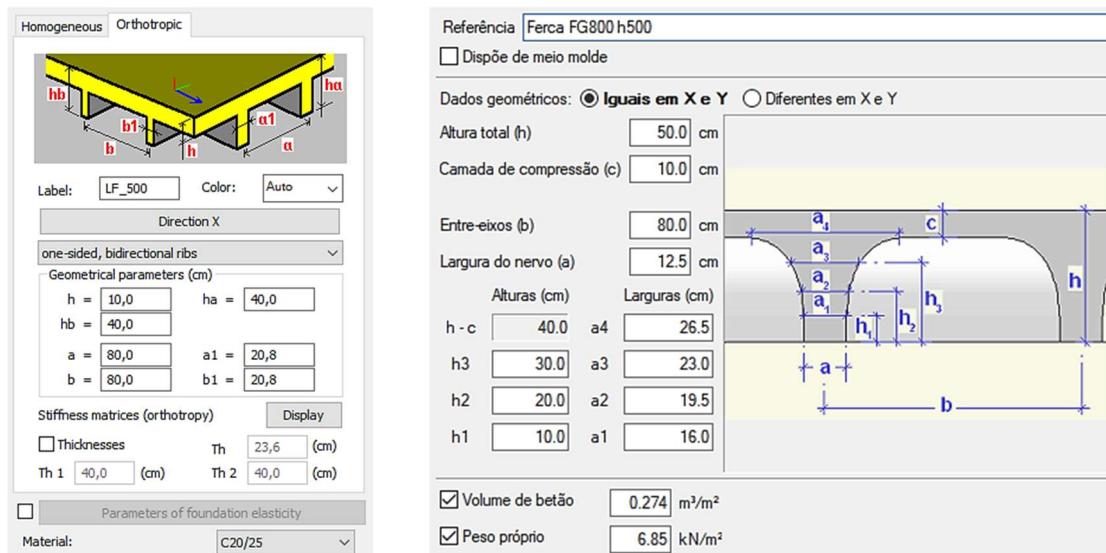 Homogeneous Orthotropic
hb
ha
b1
a1
b
h
a
Label: LF_500 Color: Auto
Direction X
one-sided, bidirectional ribs
Geometrical parameters (cm)
h = 10,0 ha = 40,0
hb = 40,0
a = 80,0 a1 = 20,8
b = 80,0 b1 = 20,8
Stiffness matrices (orthotropy) Display
Thicknesses Th 23,6 (cm)
Th 1 40,0 (cm) Th 2 40,0 (cm)
Parameters of foundation elasticity
Material: C20/25
Referência Ferca FG800 h500
Dispõe de meio molde
Dados geométricos: Iguais em X e Y Diferentes em X e Y
Altura total (h) 50.0 cm
Camada de compressão (c) 10.0 cm
Entre-eixos (b) 80.0 cm
Largura do nervo (a) 12.5 cm
Alturas (cm) Larguras (cm)
h - c 40.0 a4 26.5
h3 30.0 a3 23.0
h2 20.0 a2 19.5
h1 10.0 a1 16.0
a4
c
a3
h
a2
h3
a1
h2
h1
a
b
Volume de betão 0.274 m³/m²
Peso próprio 6.85 kN/m²